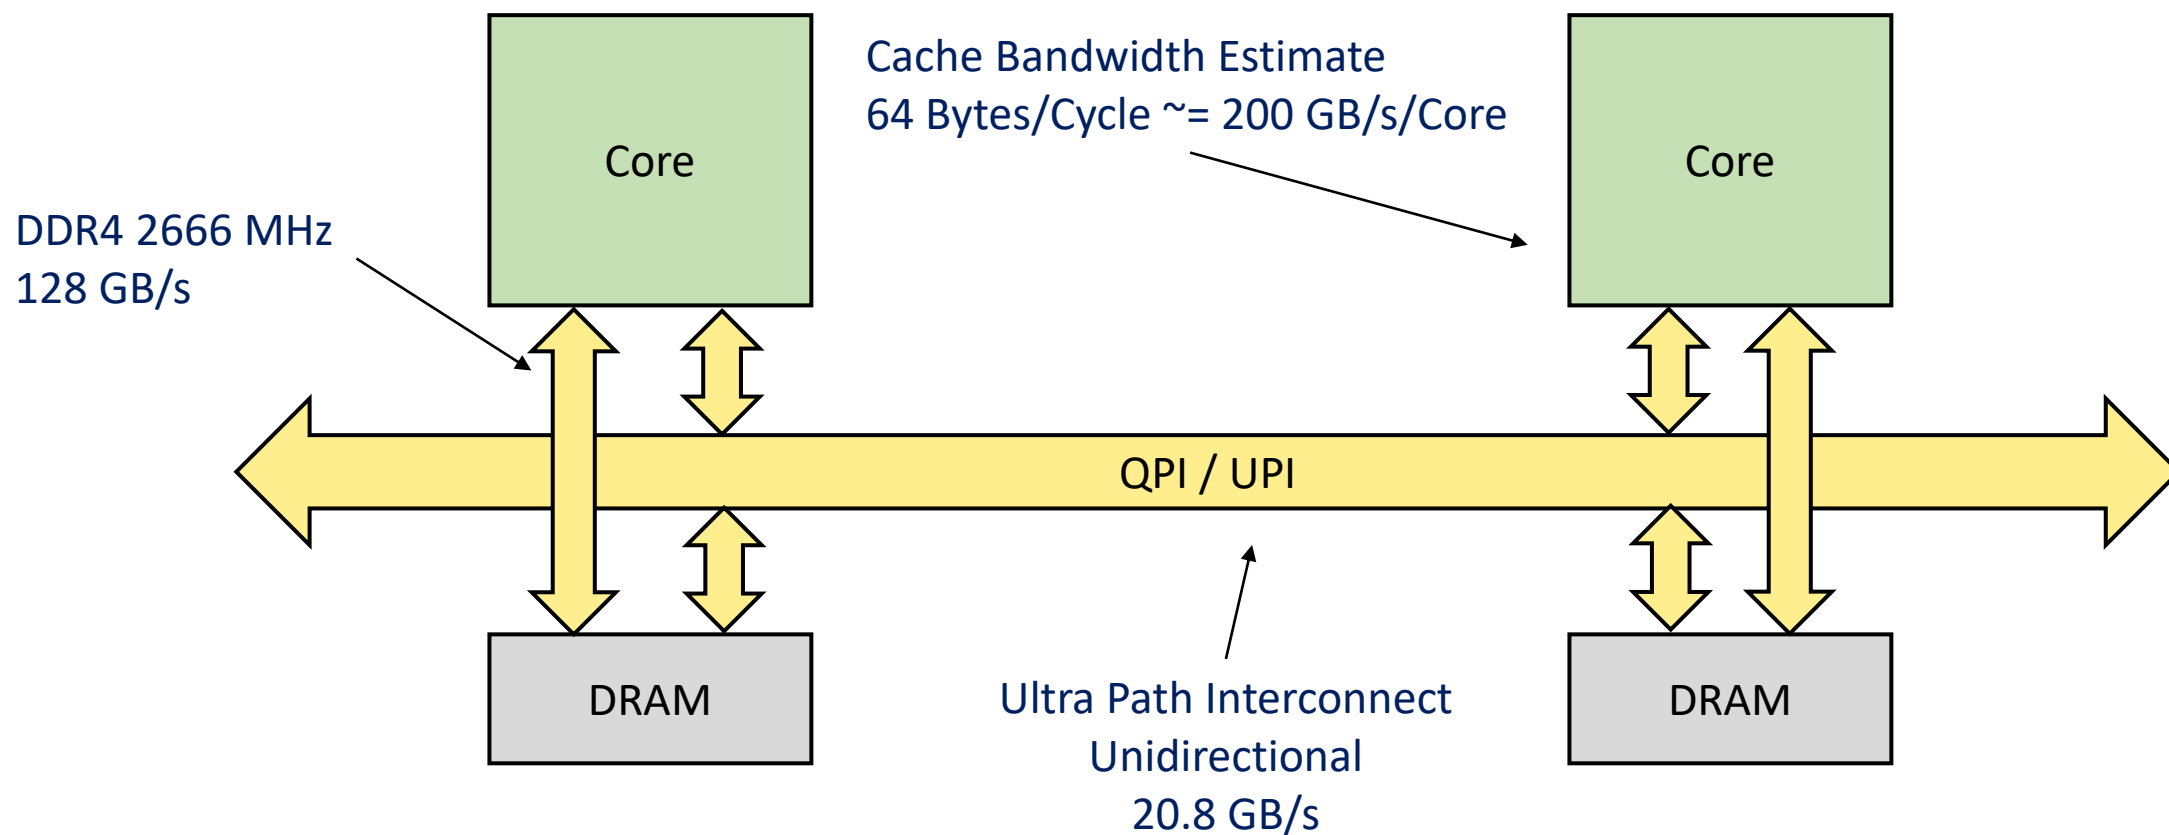 Core
Cache Bandwidth Estimate
64 Bytes/Cycle ~= 200 GB/s/Core
Core
DDR4 2666 MHz
128 GB/s
QPI / UPI
DRAM
Ultra Path Interconnect
Unidirectional
20.8 GB/s
DRAM